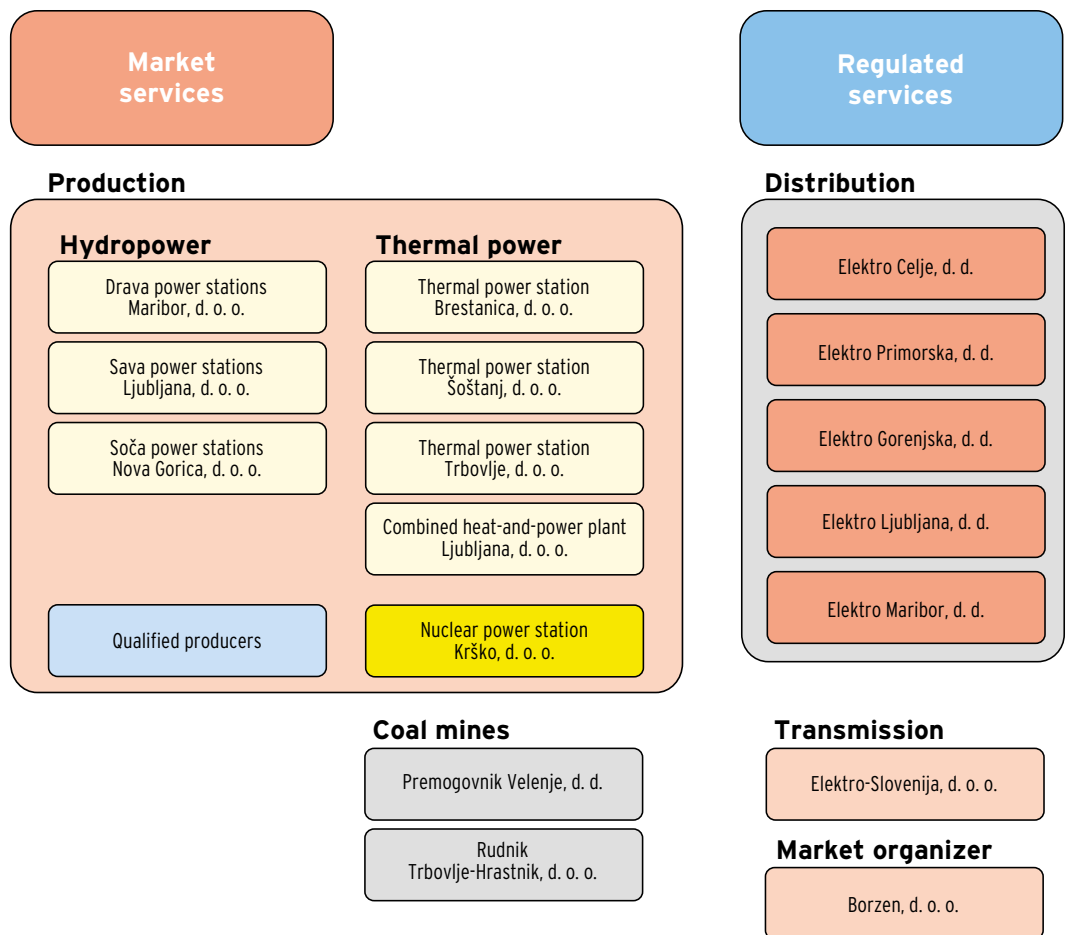 Market
services
Regulated
services
Production
Hydropower
Drava power stations
Maribor, d. o. o.
Sava power stations
Ljubljana, d. o. o.
Soča power stations
Nova Gorica, d. o. o.
Qualified producers
Thermal power
Thermal power station
Brestanica, d. o. o.
Thermal power station
Šoštanj, d. o. o.
Thermal power station
Trbovlje, d. o. o.
Combined heat-and-power plant
Ljubljana, d. o. o.
Nuclear power station
Krško, d. o. o.
Coal mines
Premogovnik Velenje, d. d.
Rudnik
Trbovlje-Hrastnik, d. o. o.
Distribution
Elektro Celje, d. d.
Elektro Primorska, d. d.
Elektro Gorenjska, d. d.
Elektro Ljubljana, d. d.
Elektro Maribor, d. d.
Transmission
Elektro-Slovenija, d. o. o.
Market organizer
Borzen, d. o. o.